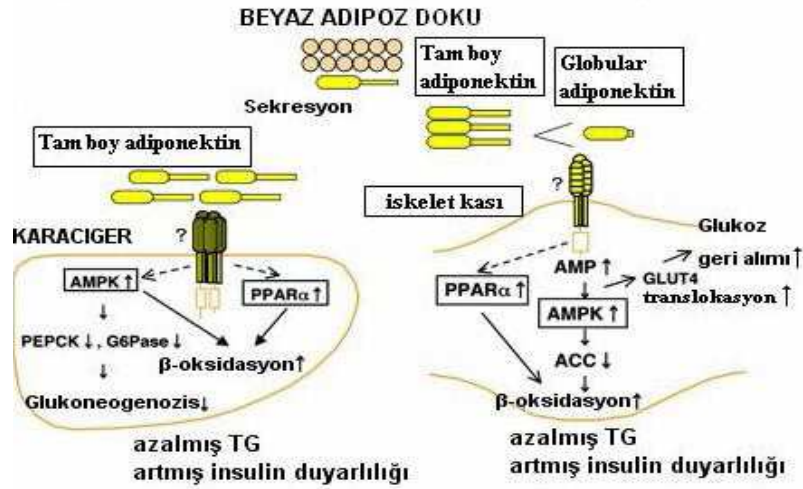 BEYAZ ADIPOZ DOKU
Tam boy
adiponektin
Globular
adiponektin
Sekresyon
Tam boy adiponektin
?
KARACIGER
AMPK↑
PPARα↑
PEPCK↓, G6Pase↓
β-oksidasyon↑
Glukoneogenozis↓
azalmış TG
artmış insulin duyarlılığı
?
iskelet kası
Glukoz
geri alımı↑
AMP↑
GLUT4
translokasyon↑
PPARα↑
AMPK↑
ACC↓
β-oksidasyon↑
azalmış TG
artmış insulin duyarlılığı